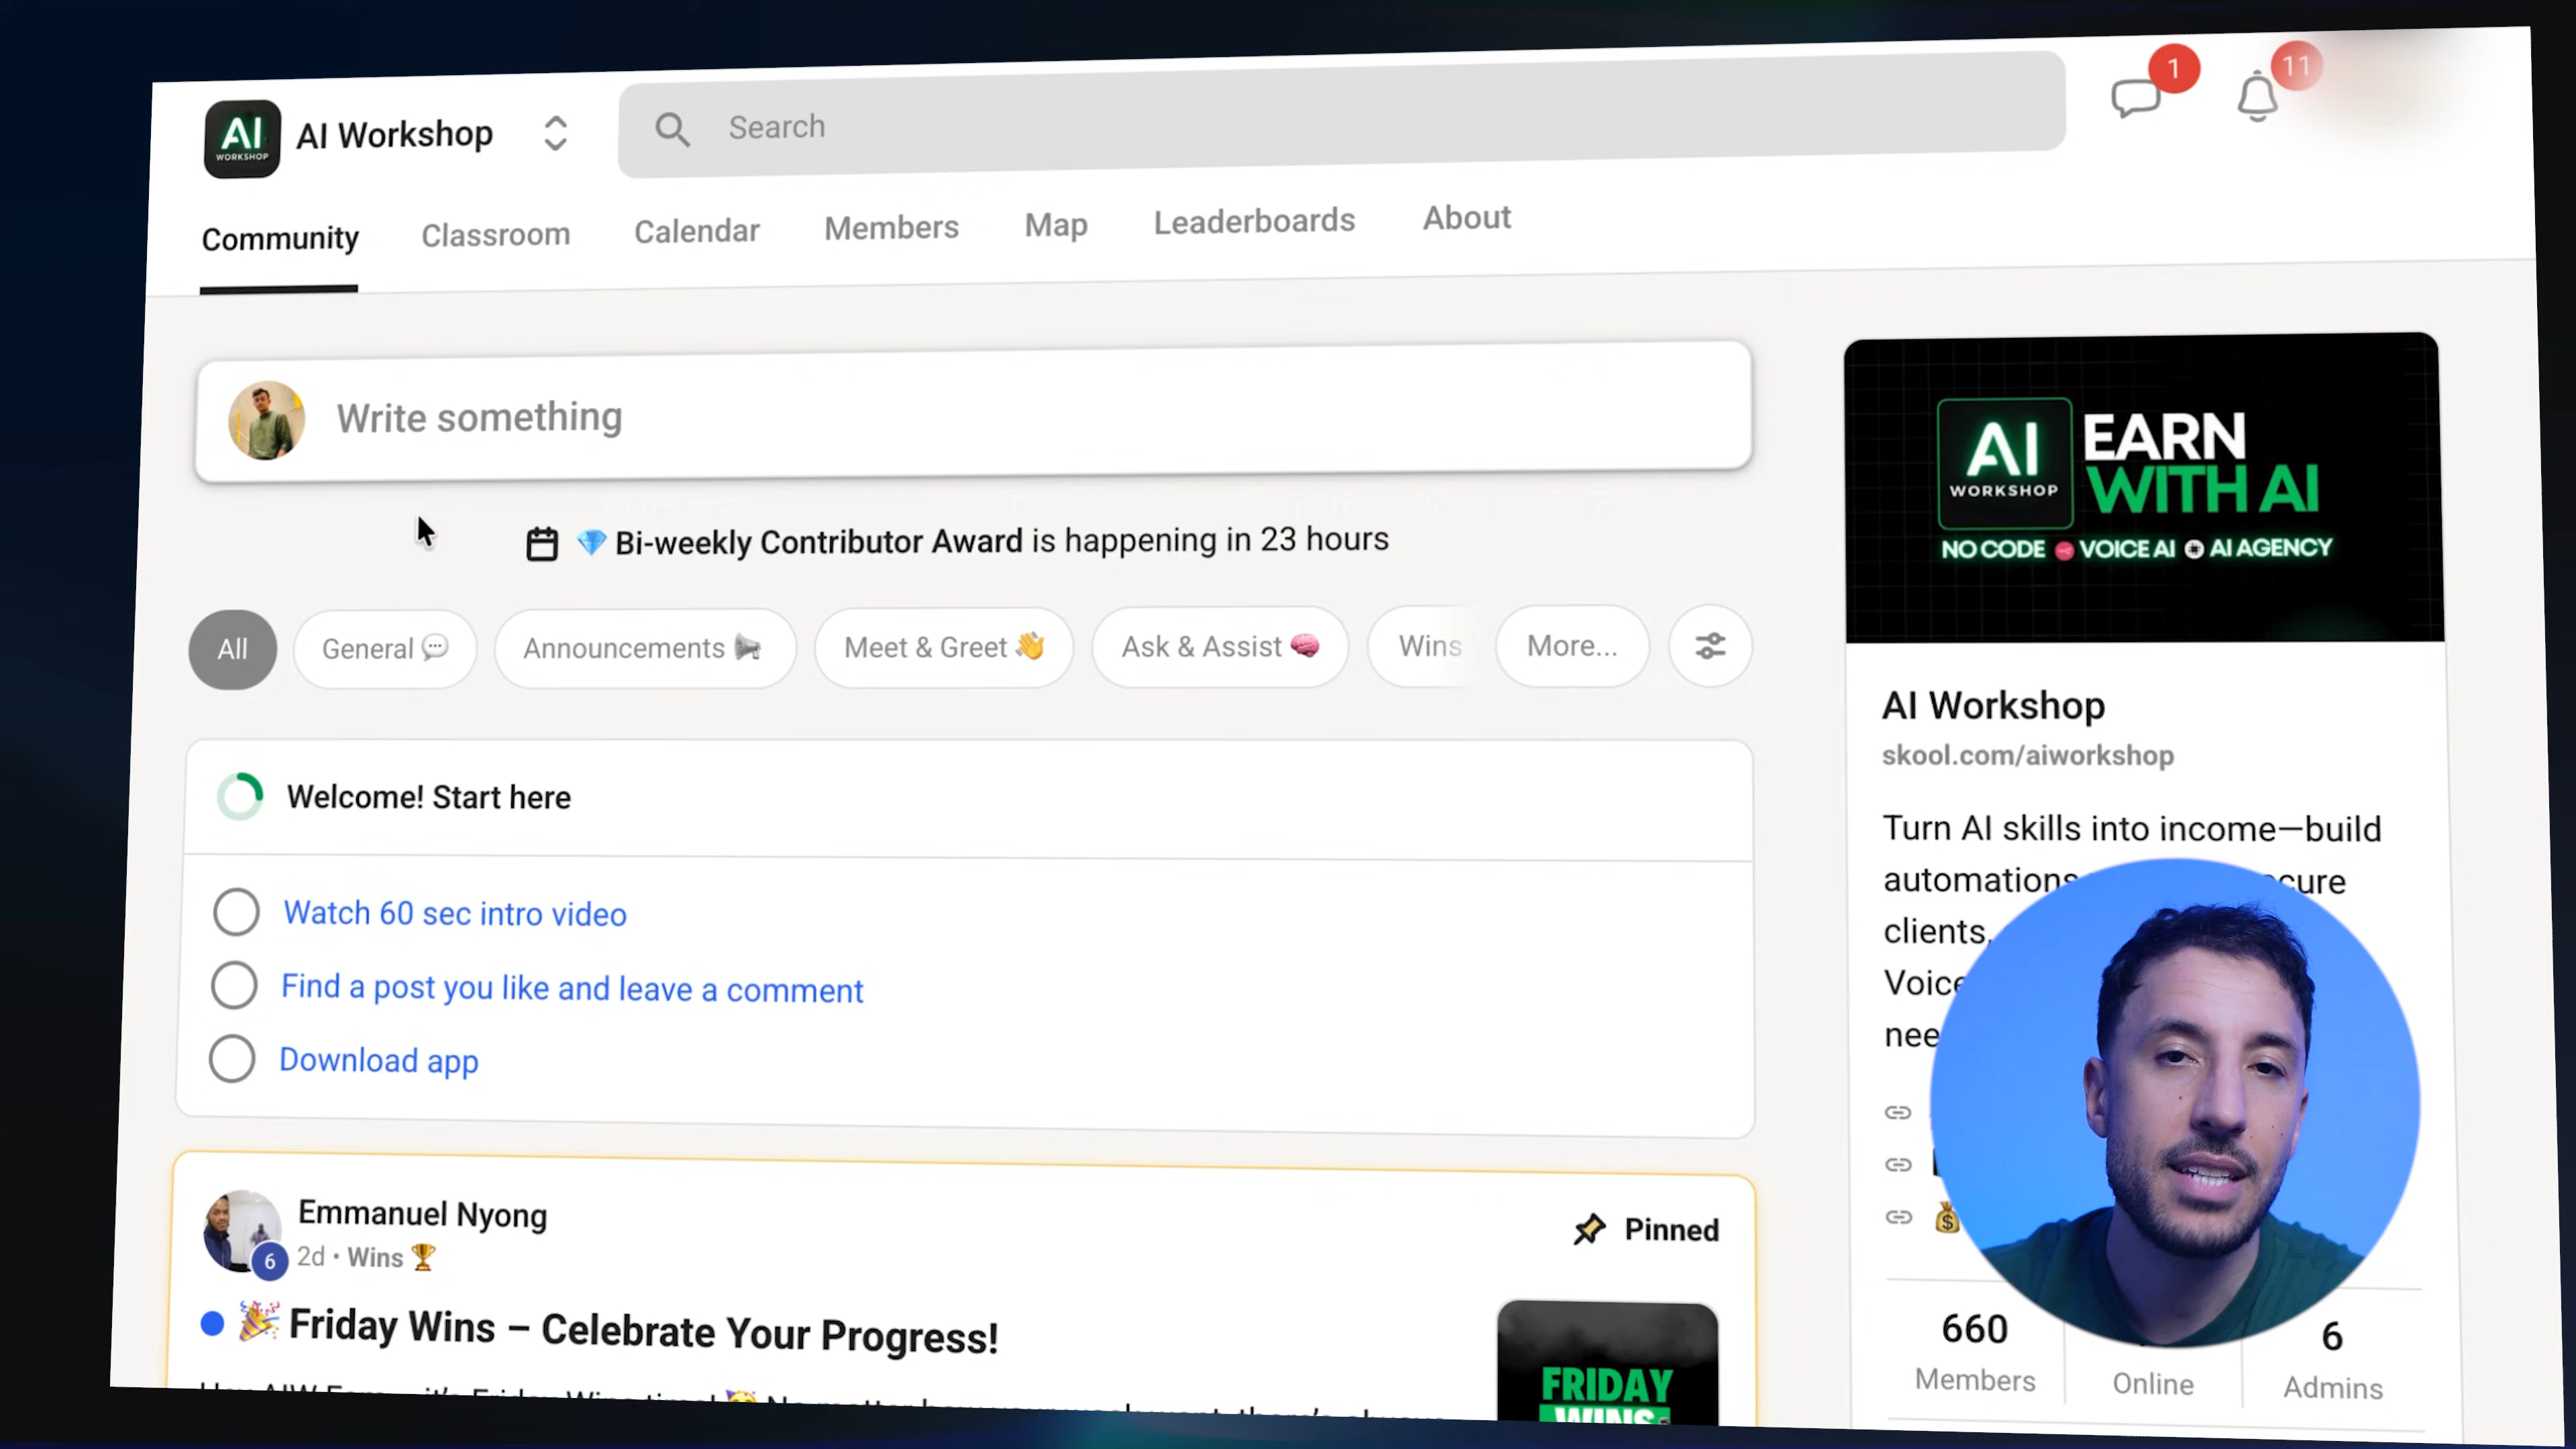 AI
WORKSHOP
AI Workshop
Search
1
11
Community
Classroom
Calendar
Members
Map
Leaderboards
About
Write something
Bi-weekly Contributor Award is happening in 23 hours
All
General
Announcements
Meet & Greet
Ask & Assist
Wins
More...
Welcome! Start here
Watch 60 sec intro video
Find a post you like and leave a comment
Download app
Emmanuel Nyong
6
2d • Wins
Pinned
Friday Wins – Celebrate Your Progress!
FRIDAY
WINS
AI
WORKSHOP
EARN
WITH AI
NO CODE VOICE AI AI AGENCY
AI Workshop
skool.com/aiworkshop
Turn AI skills into income—build
automations
clients,
Voice
660
Members
Online
6
Admins